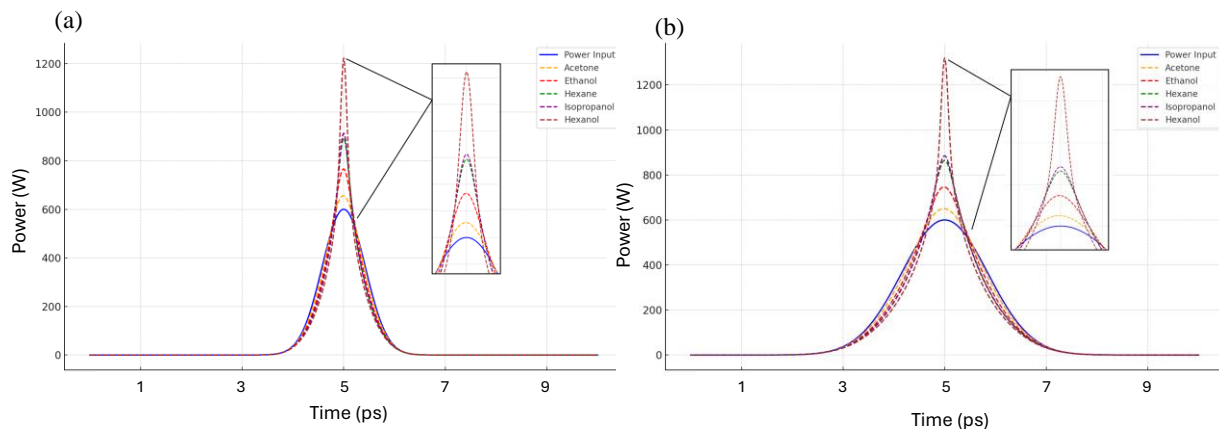 (a)
1200
1000
800
600
400
200
0
Power (W)
1
3
5
7
9
Time (ps)
Power Input
Acetone
Ethanol
Hexane
Isopropanol
Hexanol
(b)
1200
1000
800
600
400
200
0
Power (W)
1
3
5
7
9
Time (ps)
Power Input
Acetone
Ethanol
Hexane
Isopropanol
Hexanol